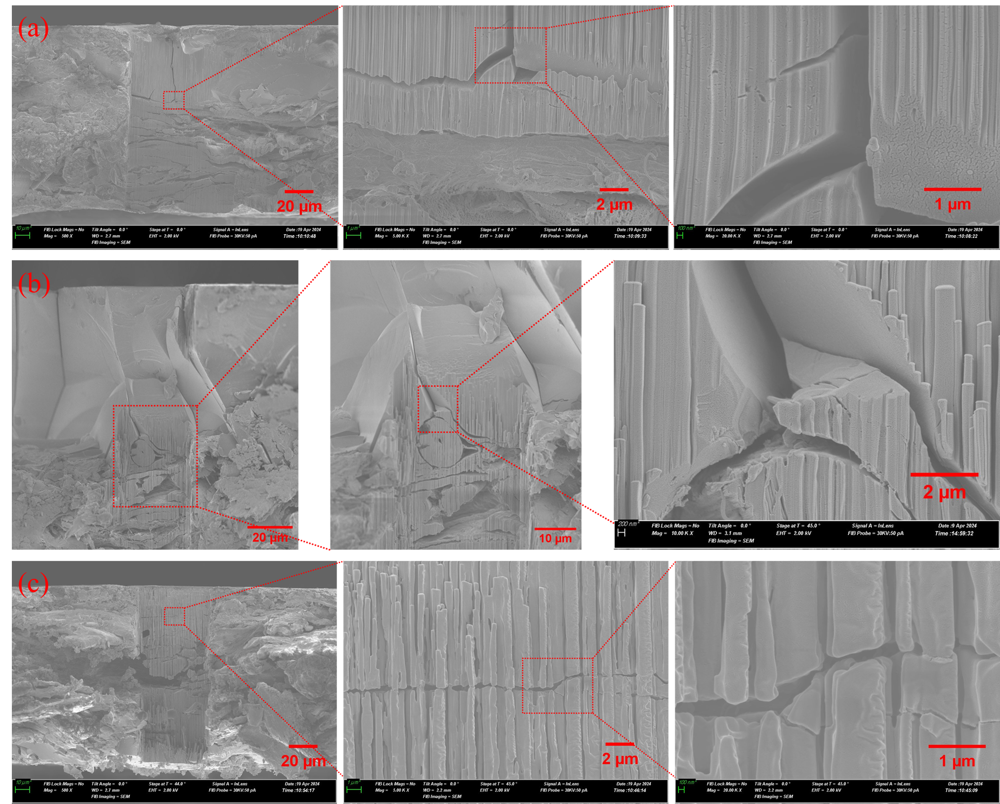 (a)
20 µm
10 µm
FIB Lock Mags = No Tilt Angle = 0.0 ° Stage at T = 0.0 ° Signal A = InLens Date :19 Apr 2024
Mag = 500 X WD = 2.7 mm EHT = 2.00 kV FIB Probe = 30KV:50 pA Time :10:10:48
FIB Imaging = SEM
2 µm
1 µm
FIB Lock Mags = No Tilt Angle = 0.0 ° Stage at T = 0.0 ° Signal A = InLens Date :19 Apr 2024
Mag = 5.00 K X WD = 2.7 mm EHT = 2.00 kV FIB Probe = 30KV:50 pA Time :10:09:33
FIB Imaging = SEM
1 µm
100 nm
FIB Lock Mags = No Tilt Angle = 0.0 ° Stage at T = 0.0 ° Signal A = InLens Date :19 Apr 2024
Mag = 20.00 K X WD = 2.7 mm EHT = 2.00 kV FIB Probe = 30KV:50 pA Time :10:08:22
FIB Imaging = SEM
(b)
20 µm
10 µm
2 µm
200 nm
FIB Lock Mags = No Tilt Angle = 0.0 ° Stage at T = 45.0 ° Signal A = InLens Date :9 Apr 2024
Mag = 10.00 K X WD = 3.1 mm EHT = 2.00 kV FIB Probe = 30KV:50 pA Time :14:59:32
FIB Imaging = SEM
(c)
20 µm
10 µm
FIB Lock Mags = No Tilt Angle = 0.0 ° Stage at T = 44.0 ° Signal A = InLens Date :19 Apr 2024
Mag = 500 X WD = 2.7 mm EHT = 2.00 kV FIB Probe = 30KV:50 pA Time :10:54:17
FIB Imaging = SEM
2 µm
1 µm
FIB Lock Mags = No Tilt Angle = 0.0 ° Stage at T = 45.0 ° Signal A = InLens Date :19 Apr 2024
Mag = 5.00 K X WD = 2.2 mm EHT = 2.00 kV FIB Probe = 30KV:50 pA Time :10:46:14
FIB Imaging = SEM
1 µm
100 nm
FIB Lock Mags = No Tilt Angle = 0.0 ° Stage at T = 45.0 ° Signal A = InLens Date :19 Apr 2024
Mag = 20.00 K X WD = 2.2 mm EHT = 2.00 kV FIB Probe = 30KV:50 pA Time :10:45:09
FIB Imaging = SEM